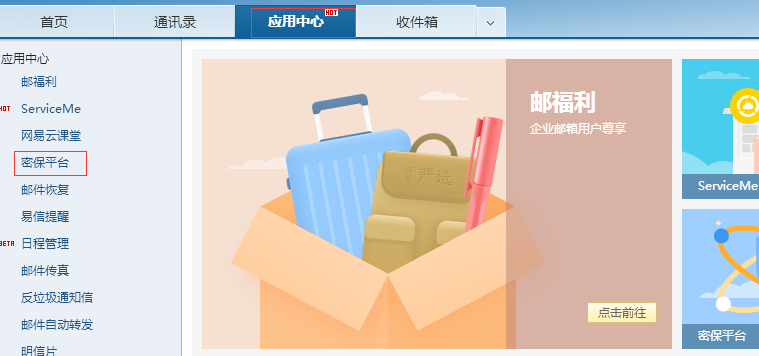 首页
通讯录
应用中心
HOT
收件箱
应用中心
邮福利
HOT
ServiceMe
网易云课堂
密保平台
邮件恢复
易信提醒
BETA
日程管理
邮件传真
反垃圾通知信
邮件自动转发
明信片
邮福利
企业邮箱用户尊享
严选
点击前往
ServiceMe
密保平台